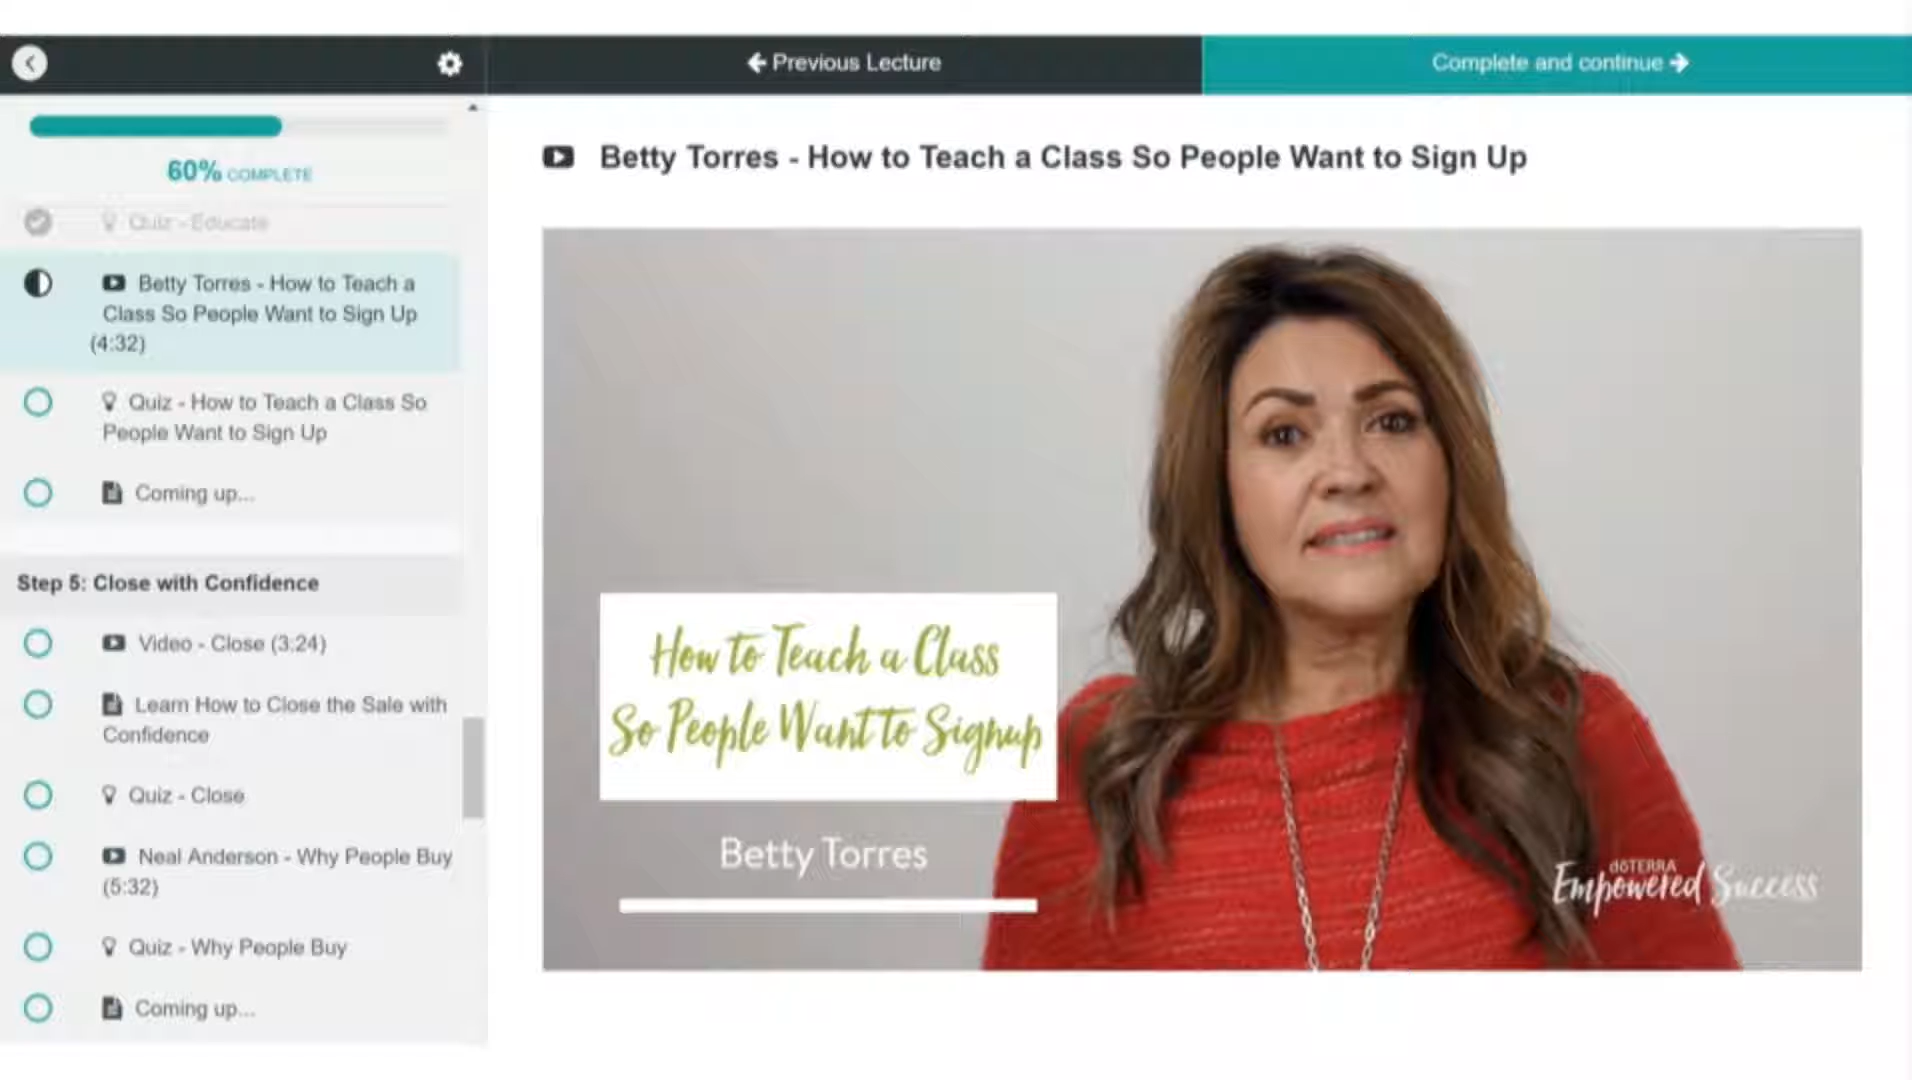 Previous Lecture
Complete and continue
60% COMPLETE
Quiz - Educate
Betty Torres - How to Teach a
Class So People Want to Sign Up
(4:32)
Quiz - How to Teach a Class So
People Want to Sign Up
Coming up...
Step 5: Close with Confidence
Video - Close (3:24)
Learn How to Close the Sale with
Confidence
Quiz - Close
Neal Anderson - Why People Buy
(5:32)
Quiz - Why People Buy
Coming up...
Betty Torres - How to Teach a Class So People Want to Sign Up
How to Teach a Class
So People Want to Signup
Betty Torres
dōTERRA
Empowered Success